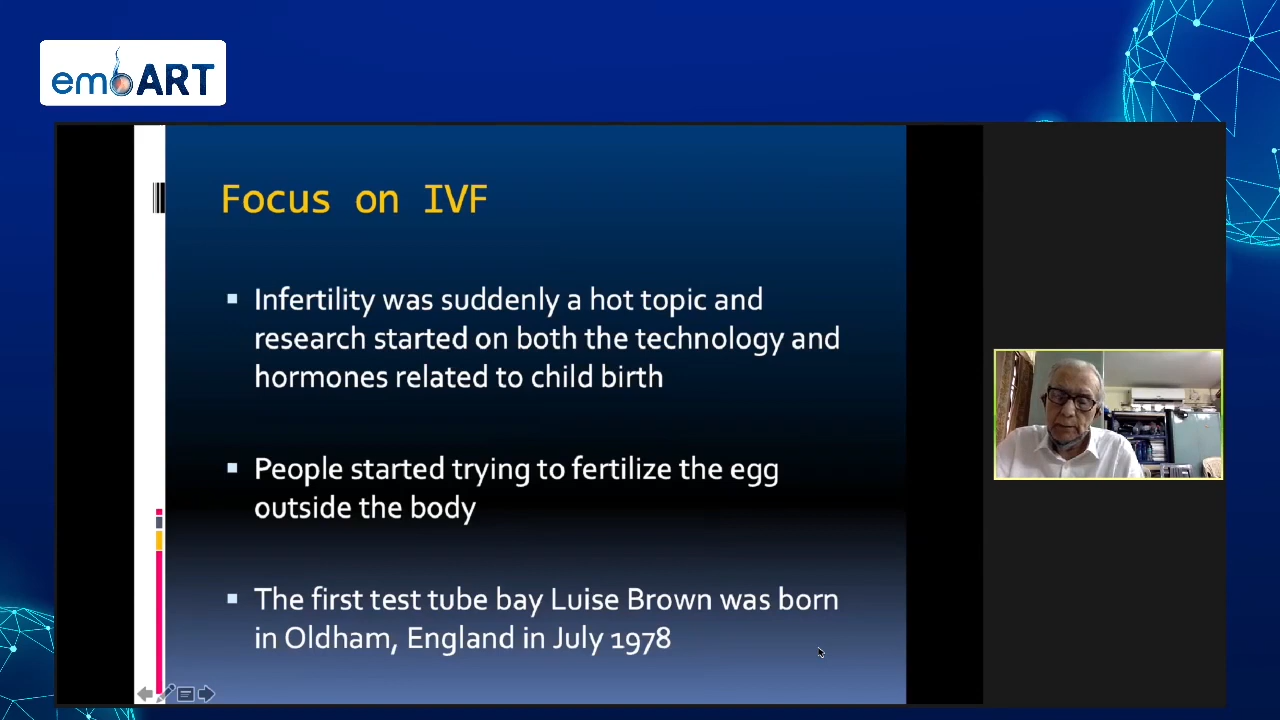 embART
Focus on IVF
Infertility was suddenly a hot topic and
research started on both the technology and
hormones related to child birth
People started trying to fertilize the egg
outside the body
The first test tube bay Luise Brown was born
in Oldham, England in July 1978